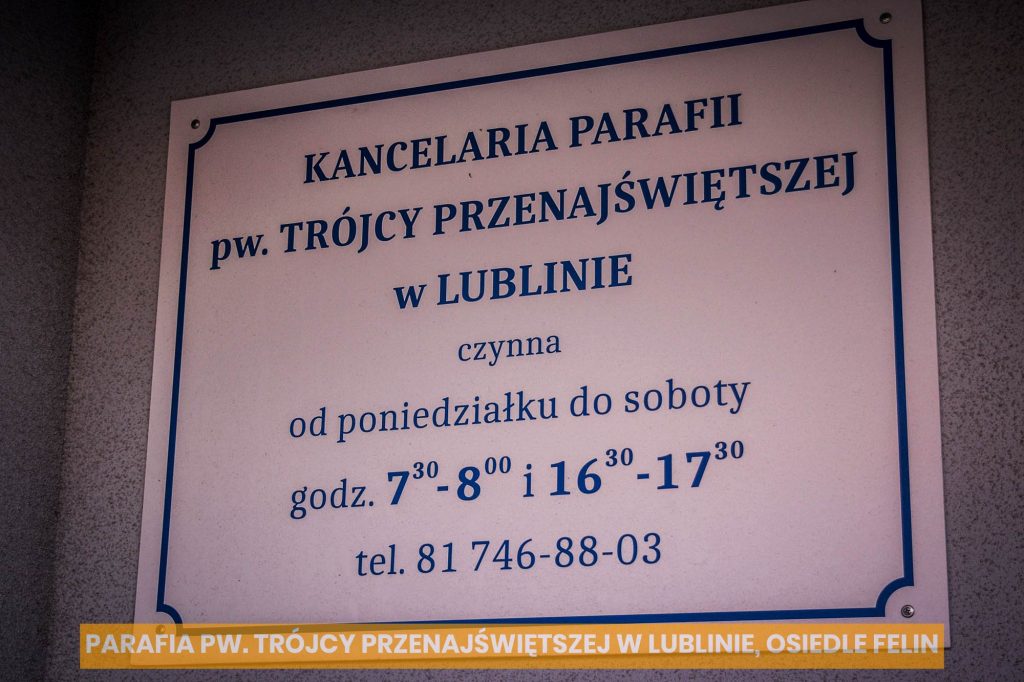 KANCELARIA PARAFII
pw. TRÓJCY PRZENAJŚWIĘTSZEJ
w LUBLINIE
czynna
od poniedziałku do soboty
godz. 7³⁰-8⁰⁰ i 16³⁰-17³⁰
tel. 81 746-88-03
PARAFIA PW. TRÓJCY PRZENAJŚWIĘTSZEJ W LUBLINIE, OSIEDLE FELIN